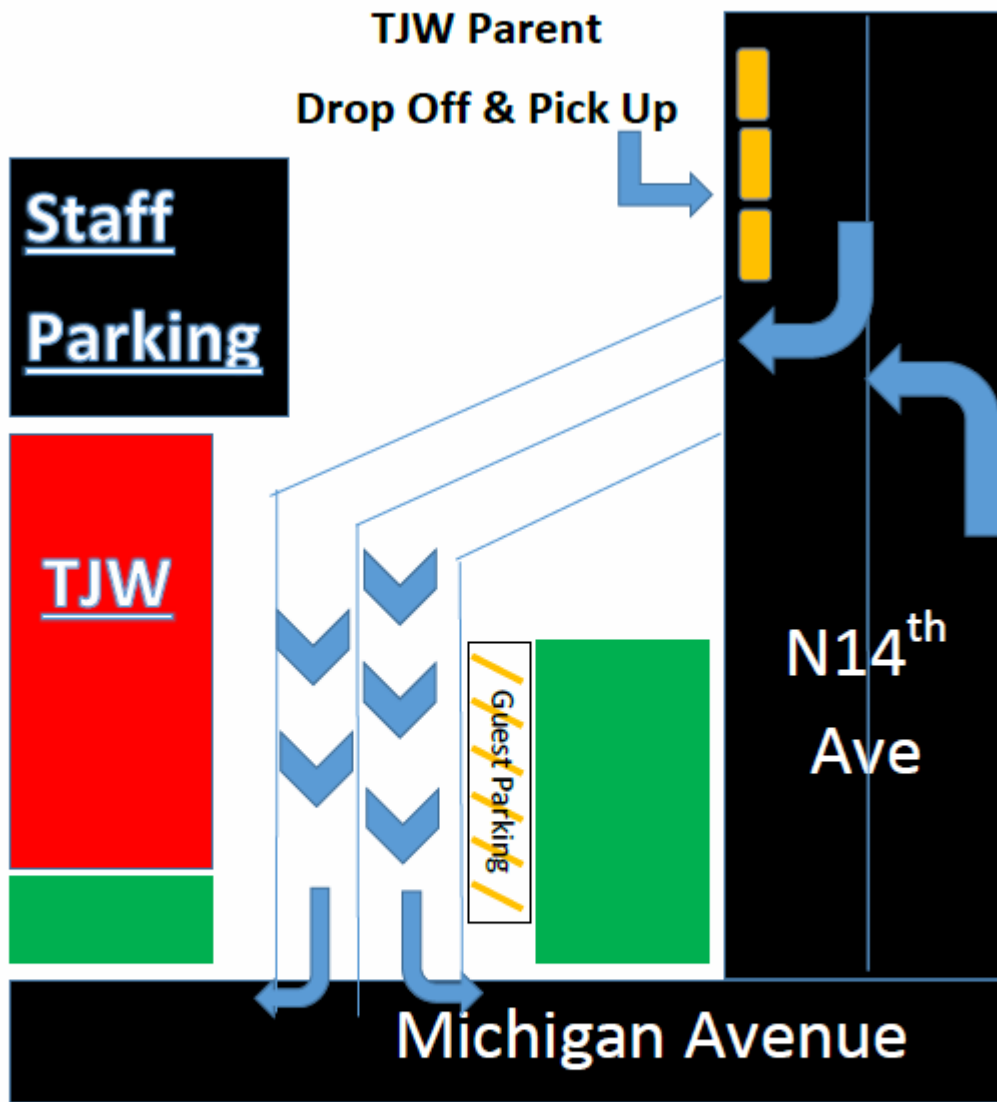 TJW Parent
Drop Off & Pick Up
Staff
Parking
TJW
Guest Parking
N14th
Ave
Michigan Avenue